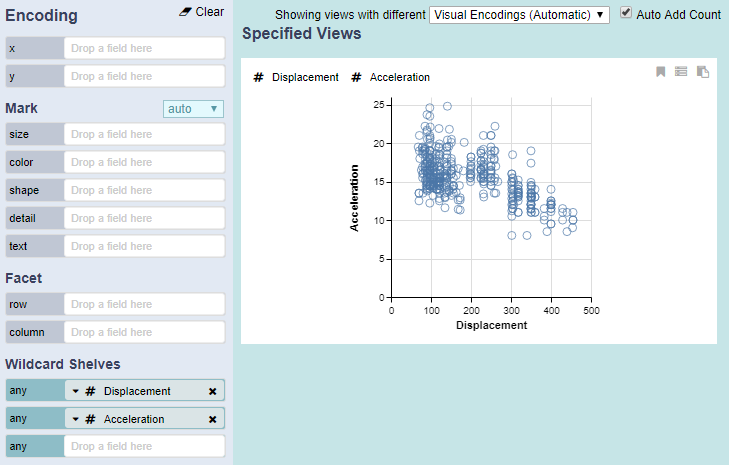 Encoding
Clear
x Drop a field here
y Drop a field here
Mark auto
size Drop a field here
color Drop a field here
shape Drop a field here
detail Drop a field here
text Drop a field here
Facet
row Drop a field here
column Drop a field here
Wildcard Shelves
any # Displacement
any # Acceleration
any Drop a field here
Showing views with different Visual Encodings (Automatic) Auto Add Count
Specified Views
# Displacement # Acceleration
25
20
15
10
5
0
Acceleration
0 100 200 300 400 500
Displacement